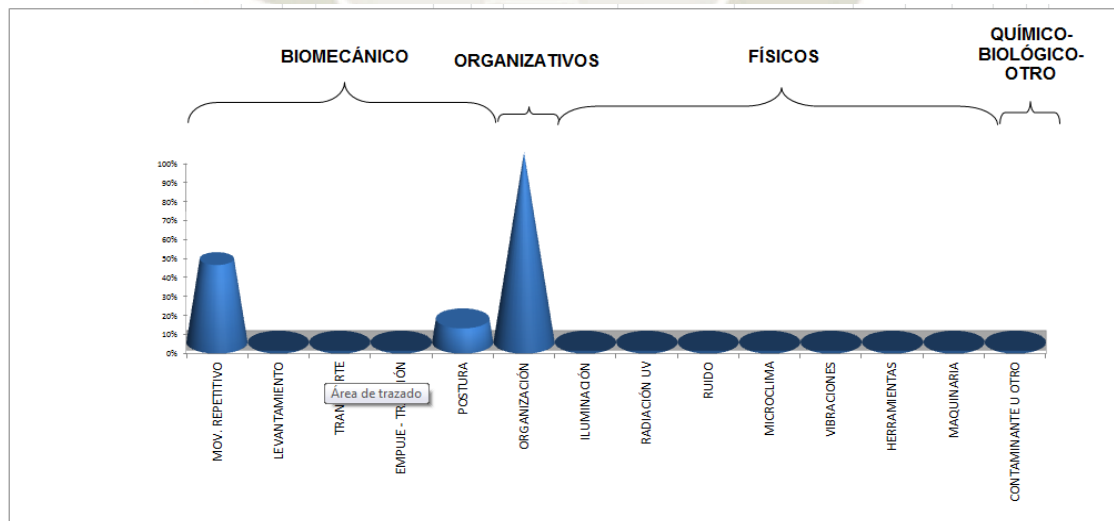 BIOMECÁNICO
ORGANIZATIVOS
FÍSICOS
QUÍMICO-
BIOLÓGICO-
OTRO
100%
90%
80%
70%
60%
50%
40%
30%
20%
10%
0%
MOV. REPETITIVO
LEVANTAMIENTO
EMPUJE -
POSTURA
ORGANIZACIÓN
ILUMINACIÓN
RADIACIÓN UV
RUIDO
MICROCLIMA
VIBRACIONES
HERRAMIENTAS
MAQUINARIA
CONTAMINANTE U OTRO
Área de trazado